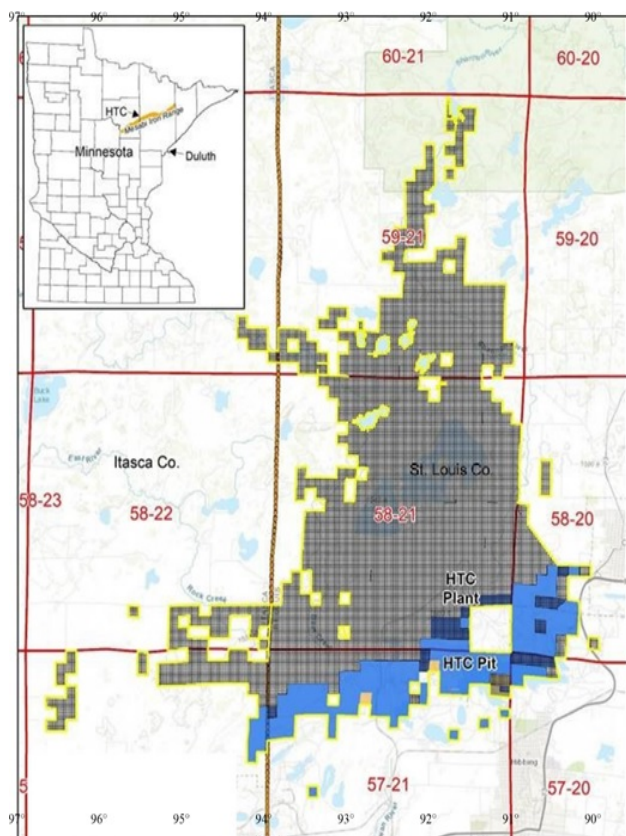 97° 96° 95° 94° 93° 92° 91° 90°
60-21
60-20
HTC
Mesabi Iron Range
Minnesota
Duluth
59-21
59-20
Itasca Co.
St. Louis Co.
58-23
58-22
58-21
58-20
Rock Creek
HTC
Plant
HTC Pit
Hibbing
57-21
57-20
97° 96° 95° 94° 93° 92° 91° 90°